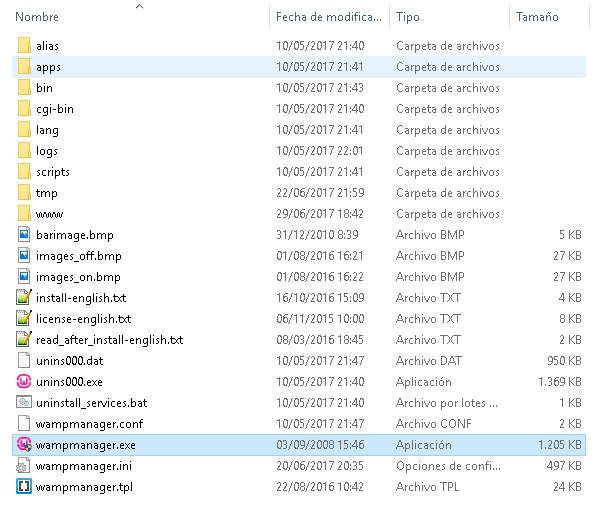 Nombre Fecha de modifica... Tipo Tamaño
alias 10/05/2017 21:40 Carpeta de archivos
apps 10/05/2017 21:41 Carpeta de archivos
bin 10/05/2017 21:43 Carpeta de archivos
cgi-bin 10/05/2017 21:40 Carpeta de archivos
lang 10/05/2017 21:41 Carpeta de archivos
logs 10/05/2017 22:01 Carpeta de archivos
scripts 10/05/2017 21:41 Carpeta de archivos
tmp 22/06/2017 21:59 Carpeta de archivos
www 29/06/2017 18:42 Carpeta de archivos
barimage.bmp 31/12/2010 8:39 Archivo BMP 5 KB
images_off.bmp 01/08/2016 16:21 Archivo BMP 27 KB
images_on.bmp 01/08/2016 16:22 Archivo BMP 27 KB
install-english.txt 16/10/2016 15:09 Archivo TXT 4 KB
license-english.txt 06/11/2015 10:00 Archivo TXT 8 KB
read_after_install-english.txt 08/03/2016 18:45 Archivo TXT 2 KB
unins000.dat 10/05/2017 21:47 Archivo DAT 950 KB
unins000.exe 10/05/2017 21:40 Aplicación 1.369 KB
uninstall_services.bat 10/05/2017 21:40 Archivo por lotes ... 1 KB
wampmanager.conf 10/05/2017 21:47 Archivo CONF 2 KB
wampmanager.exe 03/09/2008 15:46 Aplicación 1.205 KB
wampmanager.ini 20/06/2017 20:35 Opciones de confi... 497 KB
wampmanager.tpl 22/08/2016 10:42 Archivo TPL 24 KB